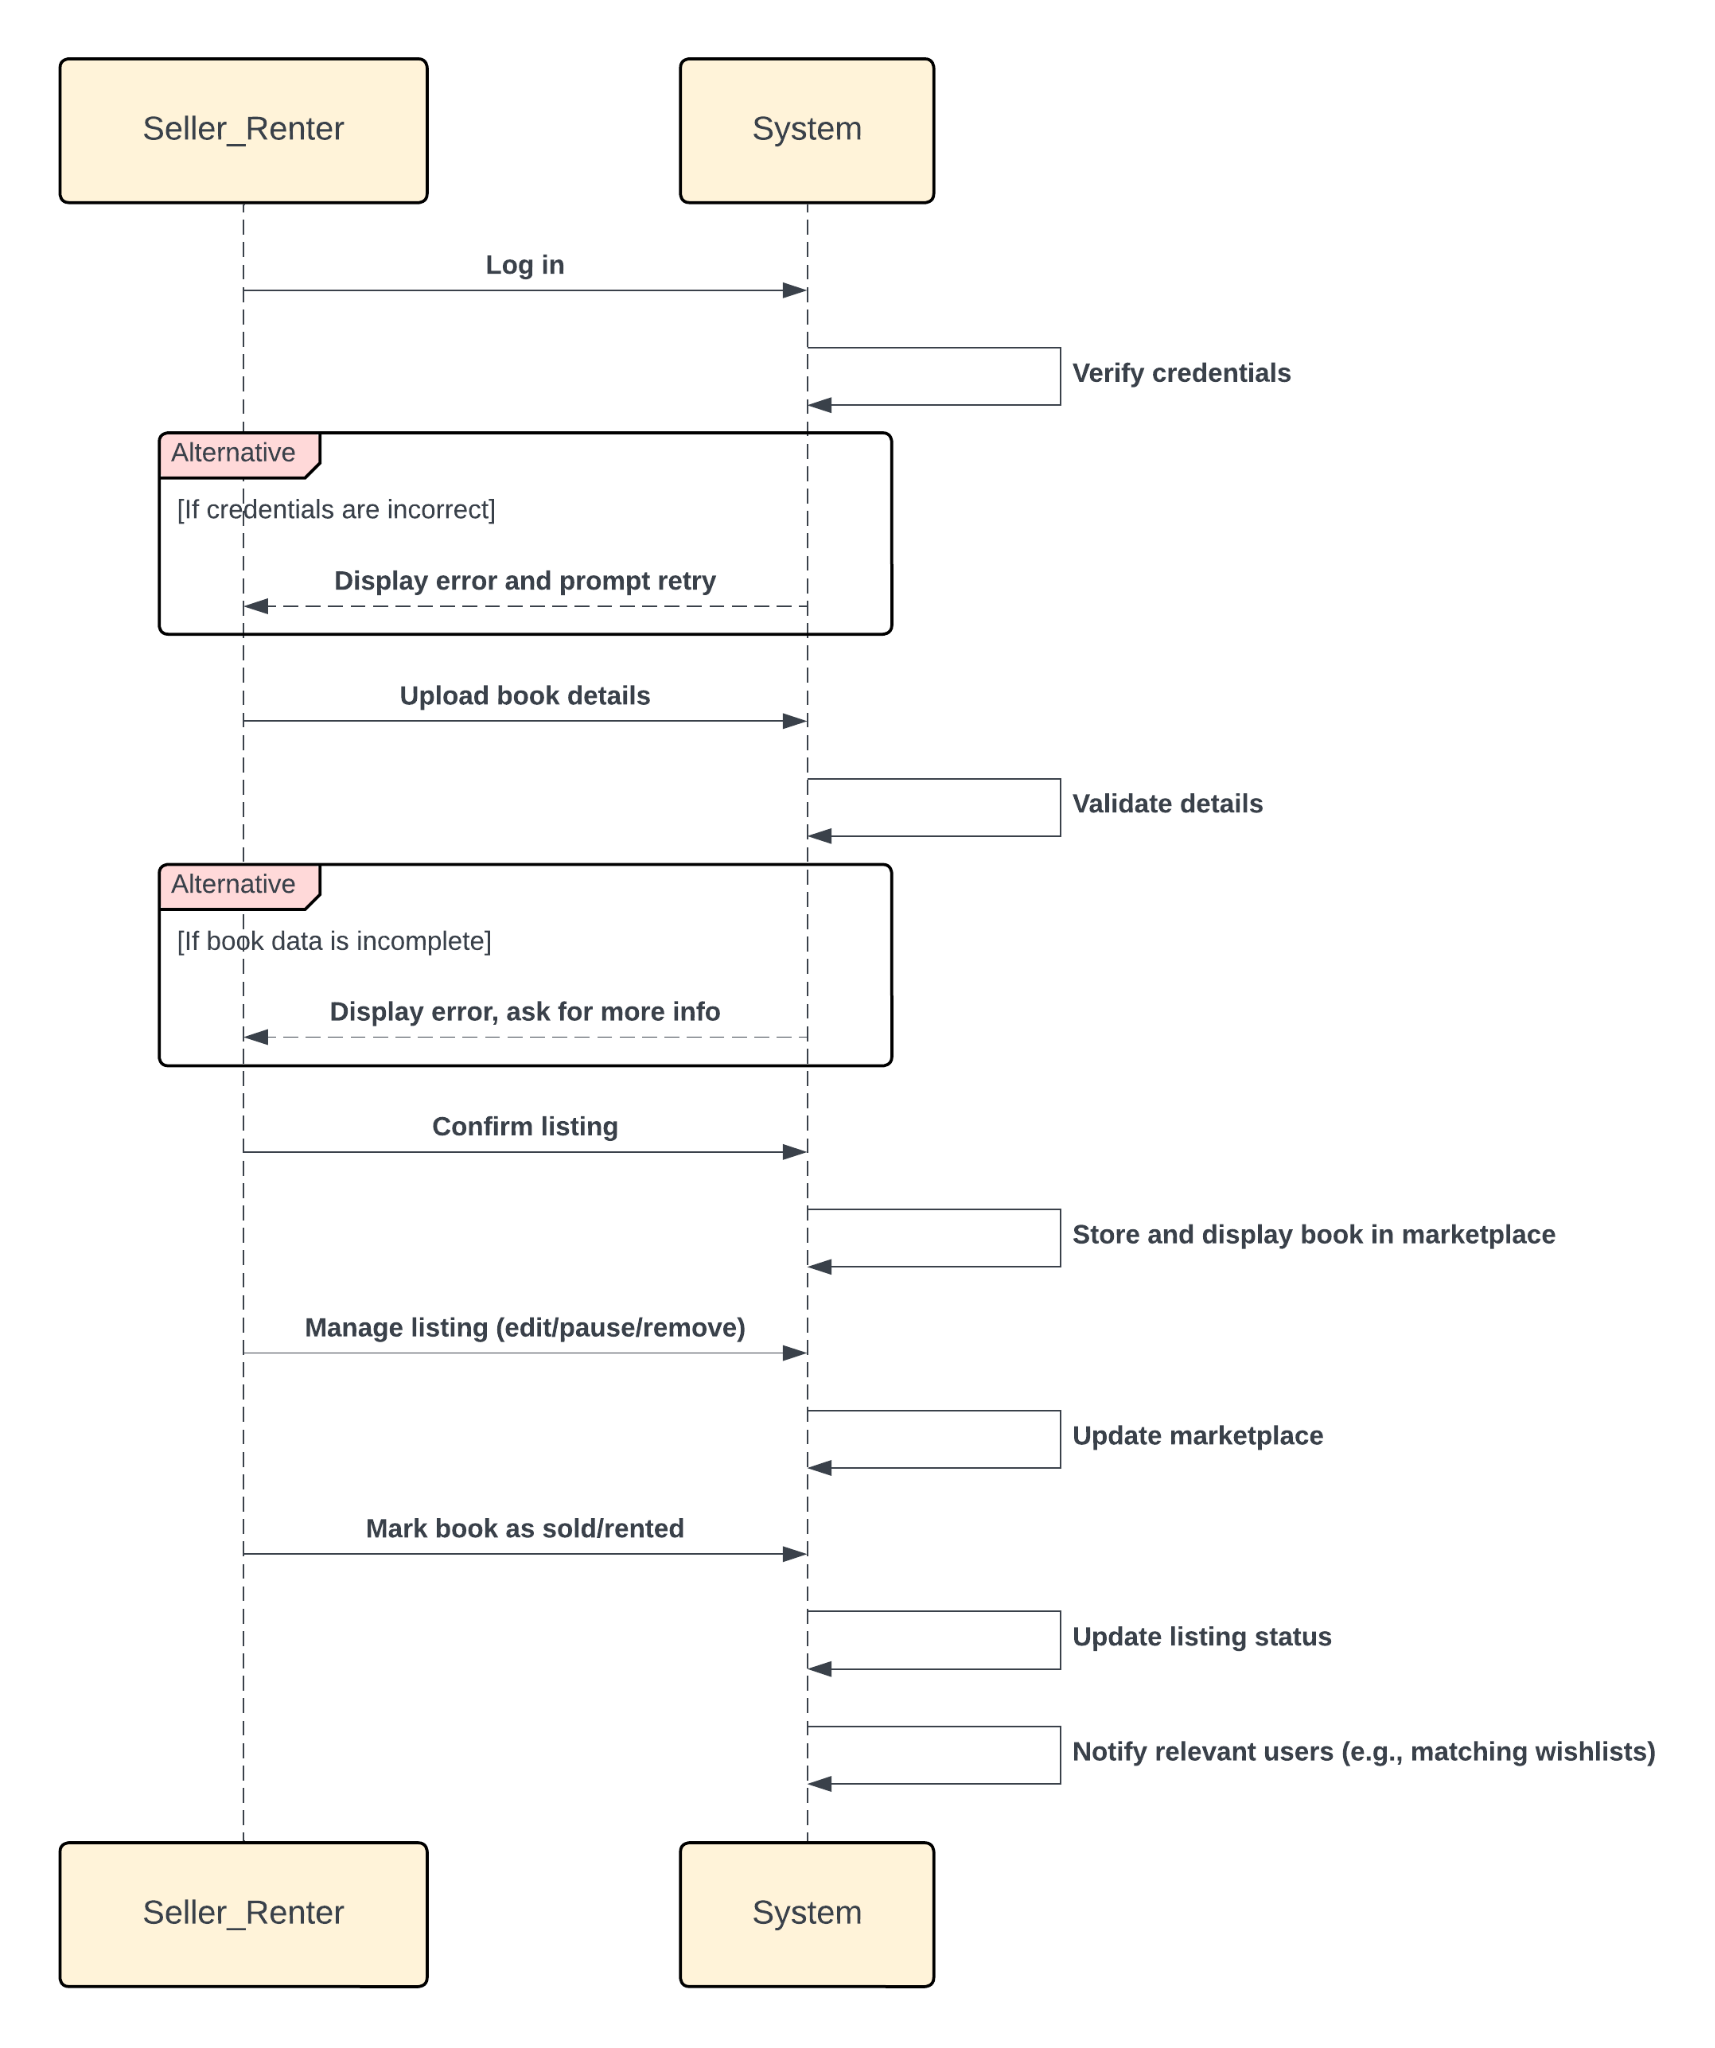 Seller_Renter
System
Log in
Verify credentials
Alternative
[If credentials are incorrect]
Display error and prompt retry
Upload book details
Validate details
Alternative
[If book data is incomplete]
Display error, ask for more info
Confirm listing
Store and display book in marketplace
Manage listing (edit/pause/remove)
Update marketplace
Mark book as sold/rented
Update listing status
Notify relevant users (e.g., matching wishlists)
Seller_Renter
System